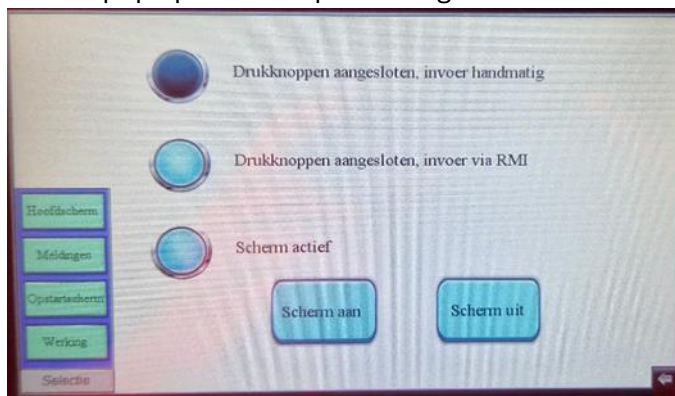 Drukknoppen aangesloten, invoer handmatig
Drukknoppen aangesloten, invoer via RMI
Scherm actief
Scherm aan
Scherm uit
Hoofdscherm
Meldingen
Opstartscherm
Werking
Selectie